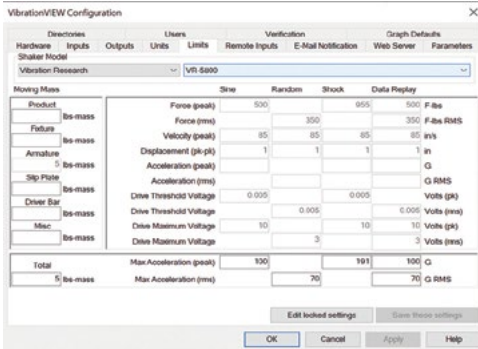 VibrationVIEW Configuration
Directories Users Verification Graph Defaults
Hardware Inputs Outputs Units Limits Remote Inputs E-Mail Notification Web Server Parameters
Shaker Model
Vibration Research VR-5800
Moving Mass Sine Random Shock Data Replay
Product
lbs-mass
Fixture
lbs-mass
Armature
5 lbs-mass
Slip Plate
lbs-mass
Driver Bar
lbs-mass
Misc
lbs-mass
Force (peak) 500 955 500 F-lbs
Force (rms) 350 350 F-lbs RMS
Velocity (peak) 85 85 85 85 in/s
Displacement (pk-pk) 1 1 1 1 in
Acceleration (peak) G
Acceleration (rms) G RMS
Drive Threshold Voltage 0.005 0.005 Volts (pk)
Drive Threshold Voltage 0.005 0.005 Volts (rms)
Drive Maximum Voltage 10 10 10 Volts (pk)
Drive Maximum Voltage 3 3 Volts (rms)
Total Max Acceleration (peak) 100 191 100 G
5 lbs-mass Max Acceleration (rms) 70 70 G RMS
Edit locked settings Save these settings
OK Cancel Apply Help